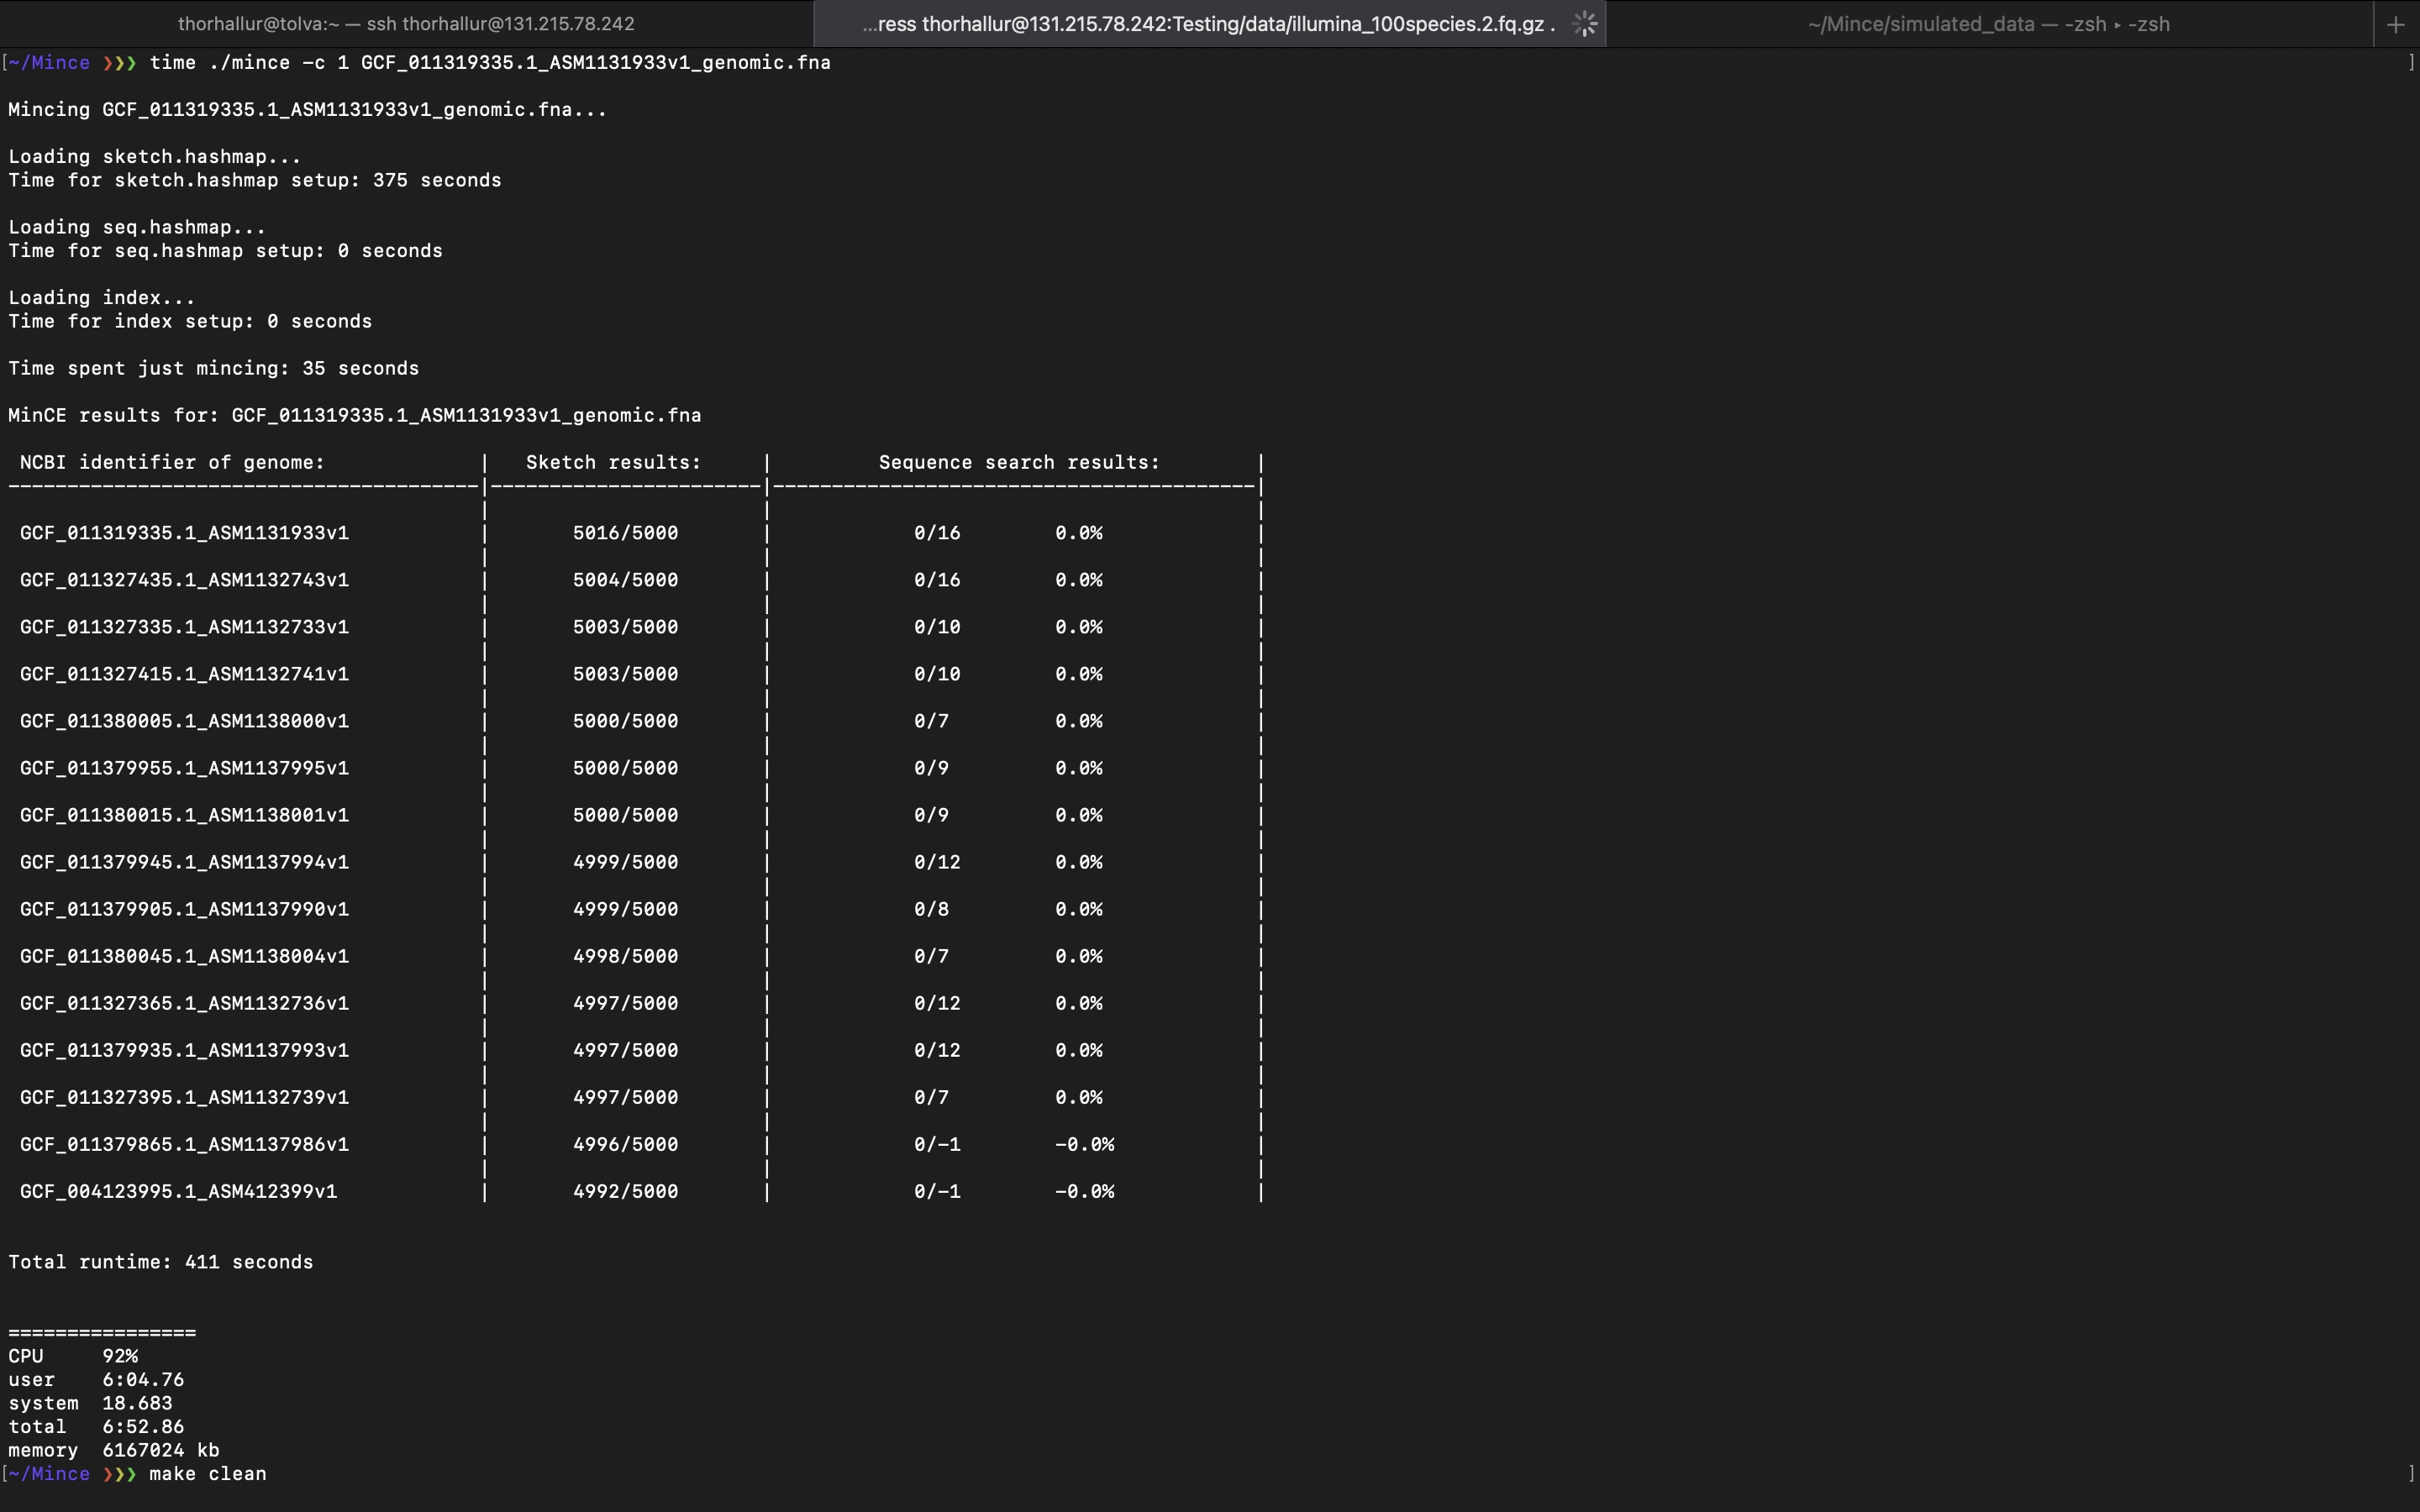 thorhallur@tolva:~ — ssh thorhallur@131.215.78.242
...ress thorhallur@131.215.78.242:Testing/data/illumina_100species.2.fq.gz .
~/Mince/simulated_data — -zsh ▸ -zsh
+
[~/Mince ❯❯❯ time ./mince -c 1 GCF_011319335.1_ASM1131933v1_genomic.fna ]
Mincing GCF_011319335.1_ASM1131933v1_genomic.fna...
Loading sketch.hashmap...
Time for sketch.hashmap setup: 375 seconds
Loading seq.hashmap...
Time for seq.hashmap setup: 0 seconds
Loading index...
Time for index setup: 0 seconds
Time spent just mincing: 35 seconds
MinCE results for: GCF_011319335.1_ASM1131933v1_genomic.fna
NCBI identifier of genome: | Sketch results: | Sequence search results: |
----------------------------------------|-----------------------|-----------------------------------------|
GCF_011319335.1_ASM1131933v1 | 5016/5000 | 0/16 0.0% |
GCF_011327435.1_ASM1132743v1 | 5004/5000 | 0/16 0.0% |
GCF_011327335.1_ASM1132733v1 | 5003/5000 | 0/10 0.0% |
GCF_011327415.1_ASM1132741v1 | 5003/5000 | 0/10 0.0% |
GCF_011380005.1_ASM1138000v1 | 5000/5000 | 0/7 0.0% |
GCF_011379955.1_ASM1137995v1 | 5000/5000 | 0/9 0.0% |
GCF_011380015.1_ASM1138001v1 | 5000/5000 | 0/9 0.0% |
GCF_011379945.1_ASM1137994v1 | 4999/5000 | 0/12 0.0% |
GCF_011379905.1_ASM1137990v1 | 4999/5000 | 0/8 0.0% |
GCF_011380045.1_ASM1138004v1 | 4998/5000 | 0/7 0.0% |
GCF_011327365.1_ASM1132736v1 | 4997/5000 | 0/12 0.0% |
GCF_011379935.1_ASM1137993v1 | 4997/5000 | 0/12 0.0% |
GCF_011327395.1_ASM1132739v1 | 4997/5000 | 0/7 0.0% |
GCF_011379865.1_ASM1137986v1 | 4996/5000 | 0/-1 -0.0% |
GCF_004123995.1_ASM412399v1 | 4992/5000 | 0/-1 -0.0% |
Total runtime: 411 seconds
================
CPU 92%
user 6:04.76
system 18.683
total 6:52.86
memory 6167024 kb
[~/Mince ❯❯❯ make clean ]